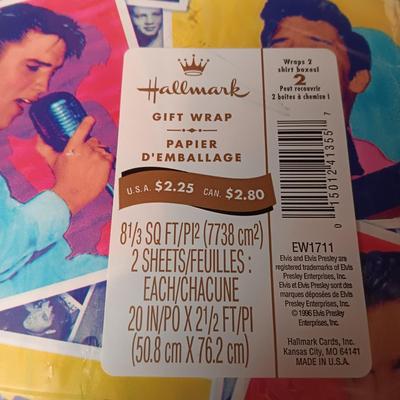 Hallmark
GIFT WRAP
PAPIER
D'EMBALLAGE
U.S.A. $2.25 CAN. $2.80
8 1/3 SQ FT/PI² (7738 cm²)
2 SHEETS/FEUILLES :
EACH/CHACUNE
20 IN/PO X 2 1/2 FT/PI
(50.8 cm X 76.2 cm)
Wraps 2
shirt boxes!
2
Peut recouvrir
2 boîtes à chemise !
0 15012 41355 7
EW1711
Elvis and Elvis Presley are
registered trademarks of Elvis
Presley Enterprises, Inc.
Elvis et Elvis Presley sont des
marques déposées de Elvis
Presley Enterprises, Inc.
© 1996 Elvis Presley
Enterprises, Inc.
Hallmark Cards, Inc.
Kansas City, MO 64141
MADE IN U.S.A.